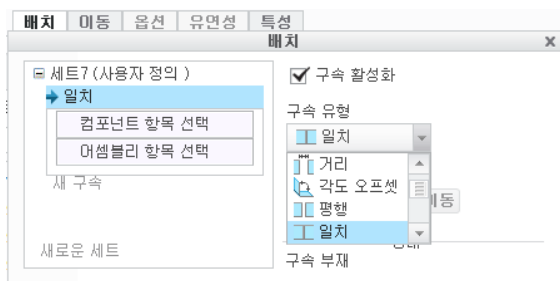 배치 이동 옵션 유연성 특성
배치 x
세트7 (사용자 정의 )
일치
컴포넌트 항목 선택
어셈블리 항목 선택
새 구속
새로운 세트
구속 활성화
구속 유형
일치
거리
각도 오프셋
평행
일치
구속 부재